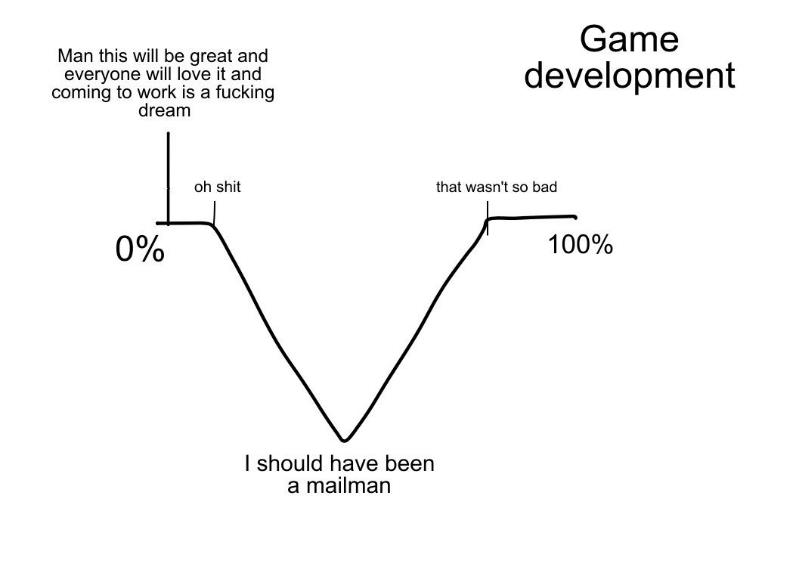 Game
development
Man this will be great and
everyone will love it and
coming to work is a fucking
dream
oh shit
that wasn't so bad
0%
100%
I should have been
a mailman